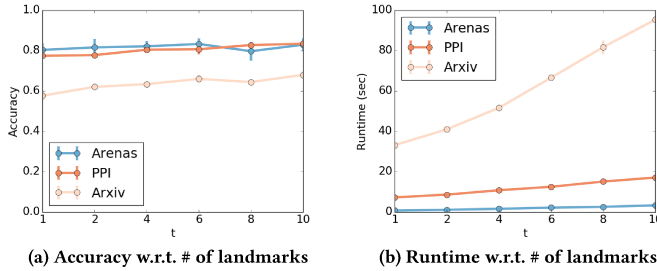 1.0
0.8
0.6
0.4
0.2
0.0
Accuracy
Arenas
PPI
Arxiv
1 2 4 6 8 10
t
(a) Accuracy w.r.t. # of landmarks
100
80
60
40
20
0
Runtime (sec)
Arenas
PPI
Arxiv
1 2 4 6 8 10
t
(b) Runtime w.r.t. # of landmarks